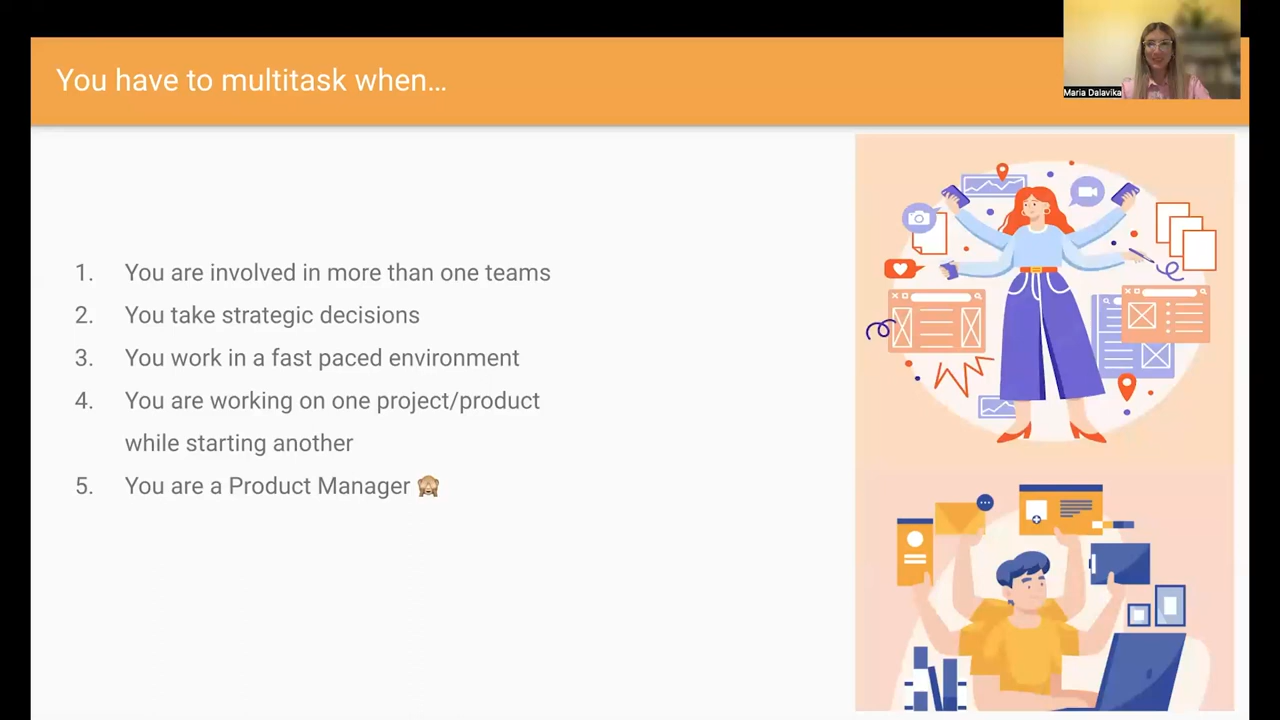 You have to multitask when...
Maria Dalavika
1. You are involved in more than one teams
2. You take strategic decisions
3. You work in a fast paced environment
4. You are working on one project/product
while starting another
5. You are a Product Manager 🙈